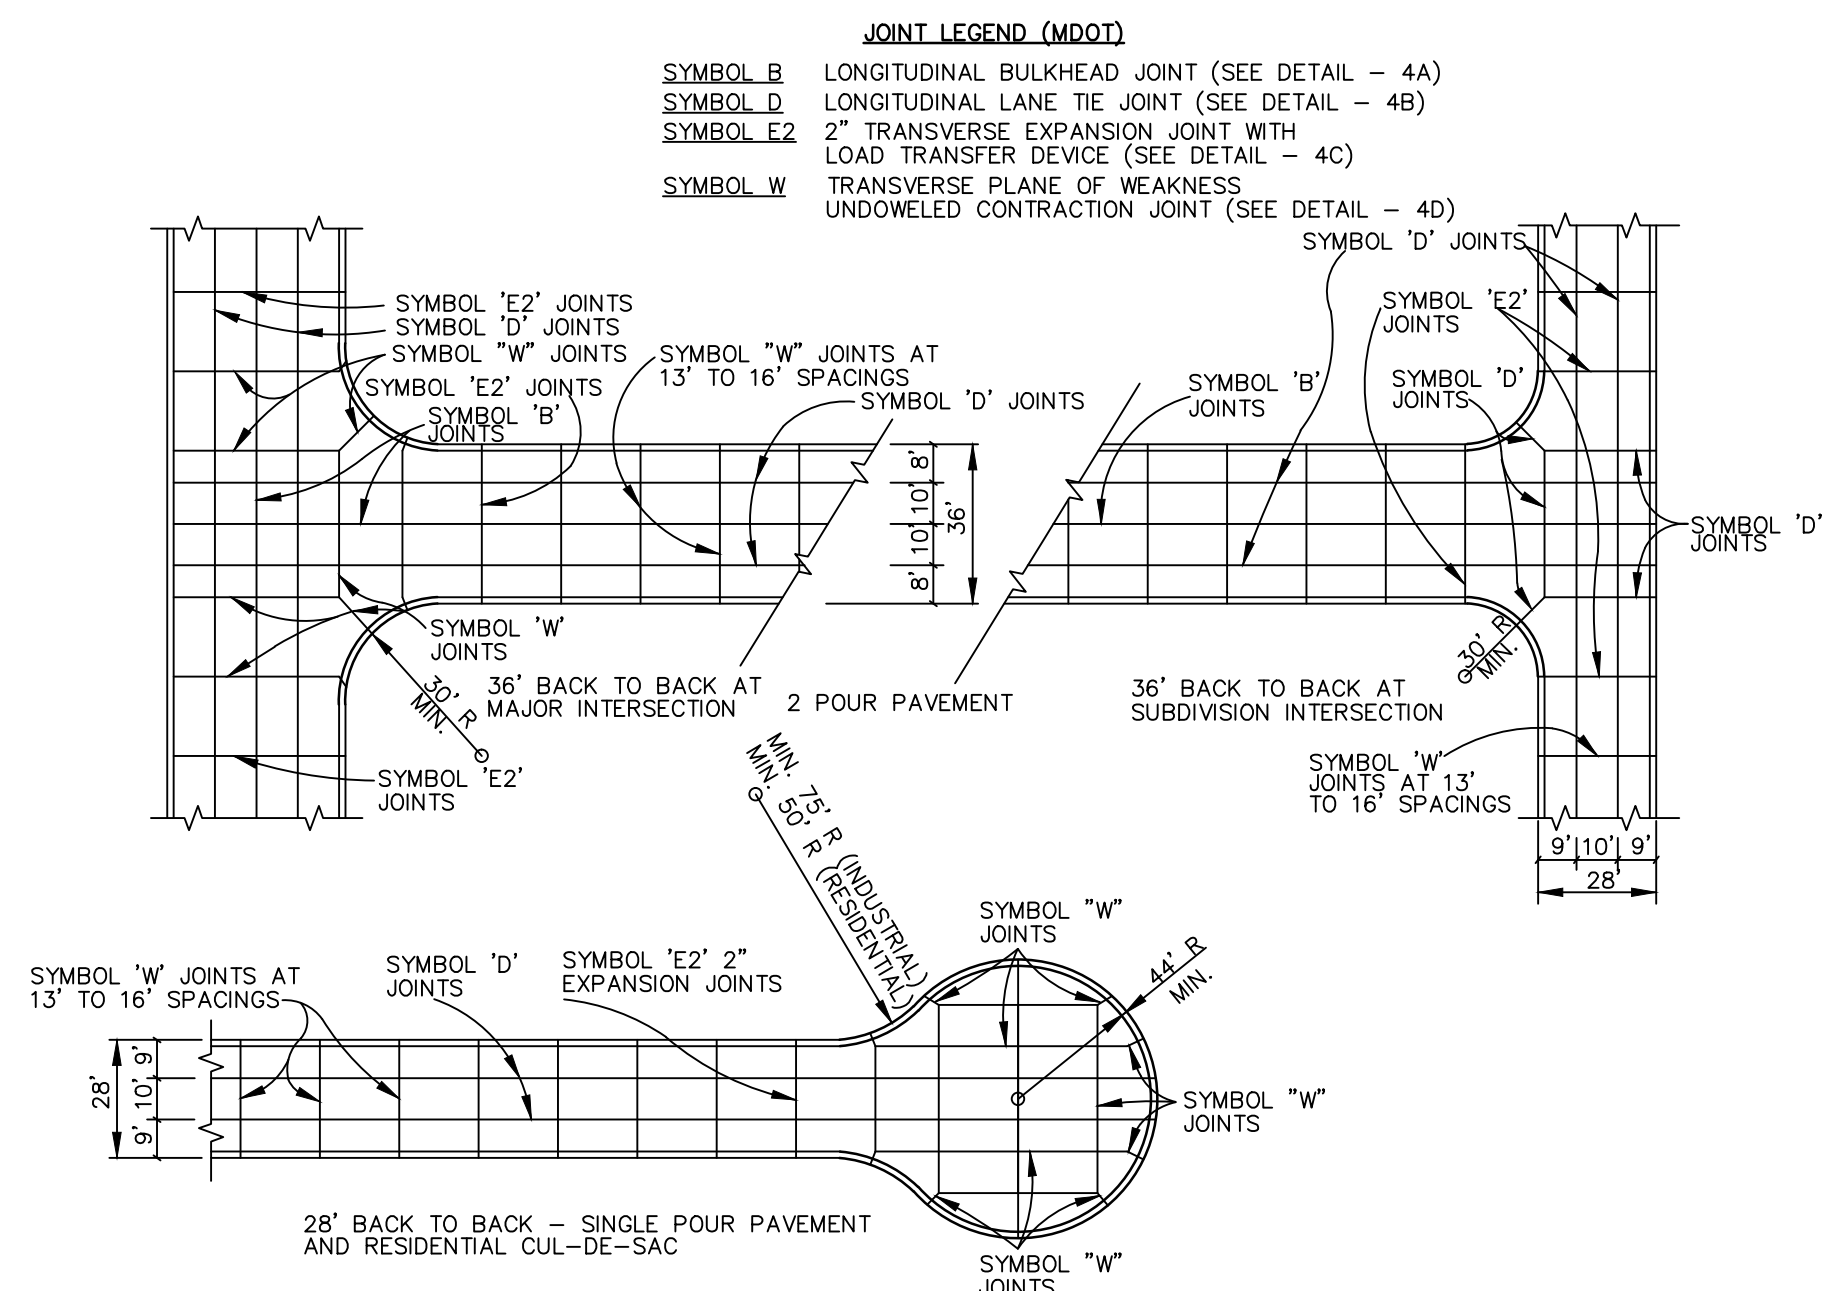 JOINT LEGEND (MDOT)
SYMBOL B LONGITUDINAL BULKHEAD JOINT (SEE DETAIL – 4A)
SYMBOL D LONGITUDINAL LANE TIE JOINT (SEE DETAIL – 4B)
SYMBOL E2 2" TRANSVERSE EXPANSION JOINT WITH
LOAD TRANSFER DEVICE (SEE DETAIL – 4C)
SYMBOL W TRANSVERSE PLANE OF WEAKNESS
UNDOWELED CONTRACTION JOINT (SEE DETAIL – 4D)
SYMBOL 'E2' JOINTS
SYMBOL 'D' JOINTS
SYMBOL "W" JOINTS
SYMBOL 'E2' JOINTS
SYMBOL 'B'
JOINTS
SYMBOL "W" JOINTS AT
13' TO 16' SPACINGS
SYMBOL 'D' JOINTS
8'
10'
10'
8'
36'
SYMBOL 'W'
JOINTS
30' R
MIN.
36' BACK TO BACK AT
MAJOR INTERSECTION
SYMBOL 'E2'
JOINTS
2 POUR PAVEMENT
SYMBOL 'D' JOINTS
SYMBOL 'E2'
JOINTS
SYMBOL 'B'
JOINTS
SYMBOL 'D'
JOINTS
SYMBOL 'D'
JOINTS
30' R
MIN.
36' BACK TO BACK AT
SUBDIVISION INTERSECTION
SYMBOL 'W'
JOINTS AT 13'
TO 16' SPACINGS
9' 10' 9'
28'
MIN. 75' R (INDUSTRIAL)
MIN. 50' R (RESIDENTIAL)
SYMBOL "W"
JOINTS
44' R
MIN.
SYMBOL 'W' JOINTS AT
13' TO 16' SPACINGS
SYMBOL 'D'
JOINTS
SYMBOL 'E2' 2"
EXPANSION JOINTS
9'
10'
9'
28'
SYMBOL "W"
JOINTS
28' BACK TO BACK – SINGLE POUR PAVEMENT
AND RESIDENTIAL CUL–DE–SAC
SYMBOL "W"
JOINTS